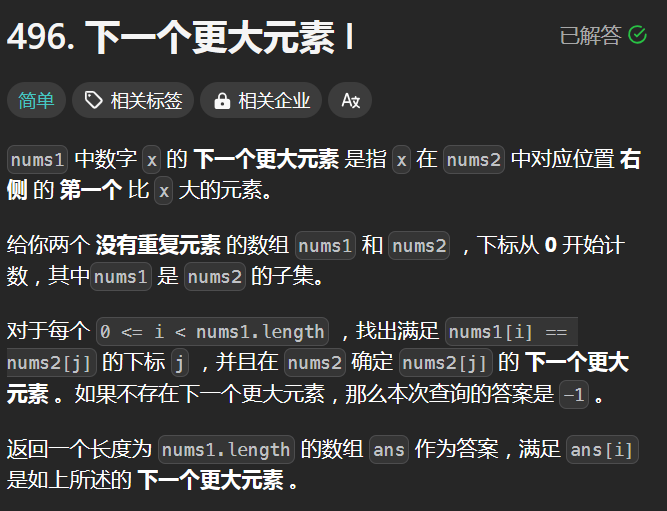 496. 下一个更大元素 I
已解答
简单 相关标签 相关企业 Aあ
nums1 中数字 x 的 下一个更大元素 是指 x 在 nums2 中对应位置 右
侧 的 第一个 比 x 大的元素。
给你两个 没有重复元素 的数组 nums1 和 nums2 ，下标从 0 开始计
数，其中nums1 是 nums2 的子集。
对于每个 0 <= i < nums1.length ，找出满足 nums1[i] ==
nums2[j] 的下标 j ，并且在 nums2 确定 nums2[j] 的 下一个更大
元素 。如果不存在下一个更大元素，那么本次查询的答案是 -1 。
返回一个长度为 nums1.length 的数组 ans 作为答案，满足 ans[i]
是如上所述的 下一个更大元素 。